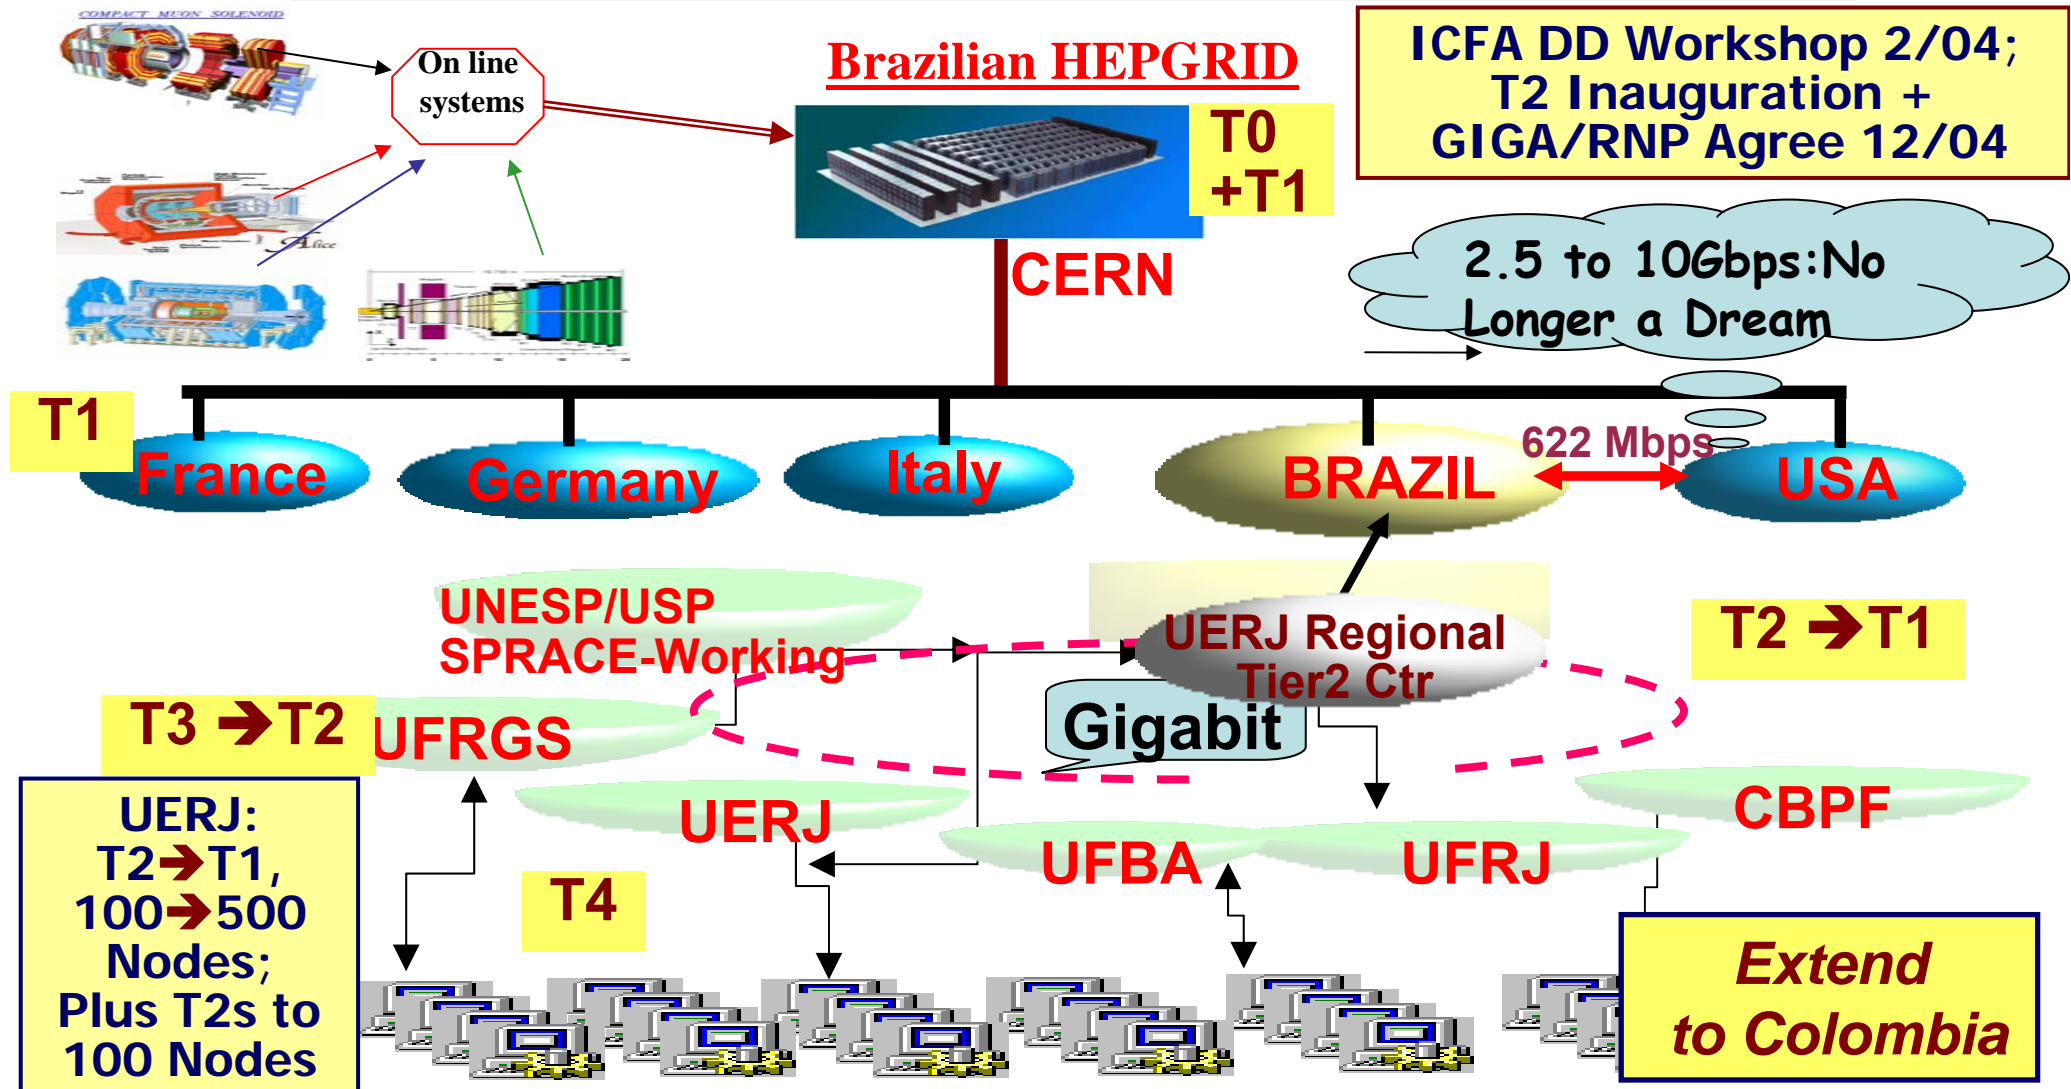 COMPACT MUON SOLENOID
On line
systems
Brazilian HEPGRID
T0
+T1
ICFA DD Workshop 2/04;
T2 Inauguration +
GIGA/RNP Agree 12/04
Alice
CERN
2.5 to 10Gbps:No
Longer a Dream
T1
France
Germany
Italy
BRAZIL
622 Mbps
USA
UNESP/USP
SPRACE-Working
UERJ Regional
Tier2 Ctr
T2 ➔T1
T3 ➔T2
UFRGS
Gigabit
UERJ
UFBA
UFRJ
CBPF
UERJ:
T2➔T1,
100➔500
Nodes;
Plus T2s to
100 Nodes
T4
Extend
to Colombia